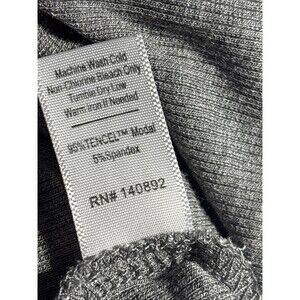 Machine Wash Cold
Non-Chlorine Bleach Only
Tumble Dry Low
Warm Iron If Needed
95%TENCEL™ Modal
5%Spandex
RN# 140892